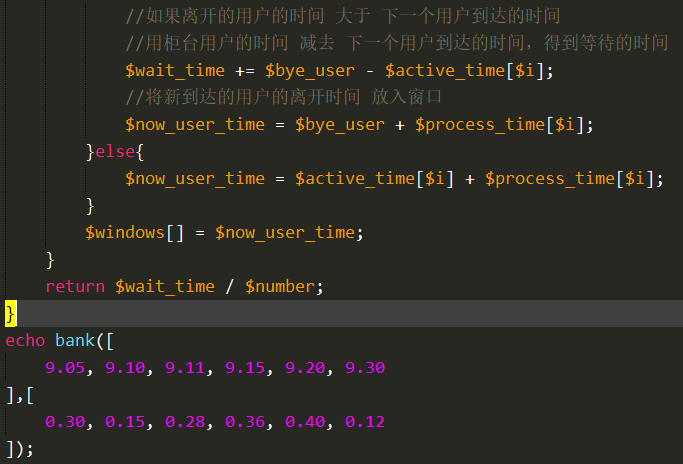 //如果离开的用户的时间 大于 下一个用户到达的时间
//用柜台用户的时间 减去 下一个用户到达的时间，得到等待的时间
$wait_time += $bye_user - $active_time[$i];
//将新到达的用户的离开时间 放入窗口
$now_user_time = $bye_user + $process_time[$i];
}else{
$now_user_time = $active_time[$i] + $process_time[$i];
}
$windows[] = $now_user_time;
}
return $wait_time / $number;
}
echo bank([
9.05, 9.10, 9.11, 9.15, 9.20, 9.30
],[
0.30, 0.15, 0.28, 0.36, 0.40, 0.12
]);